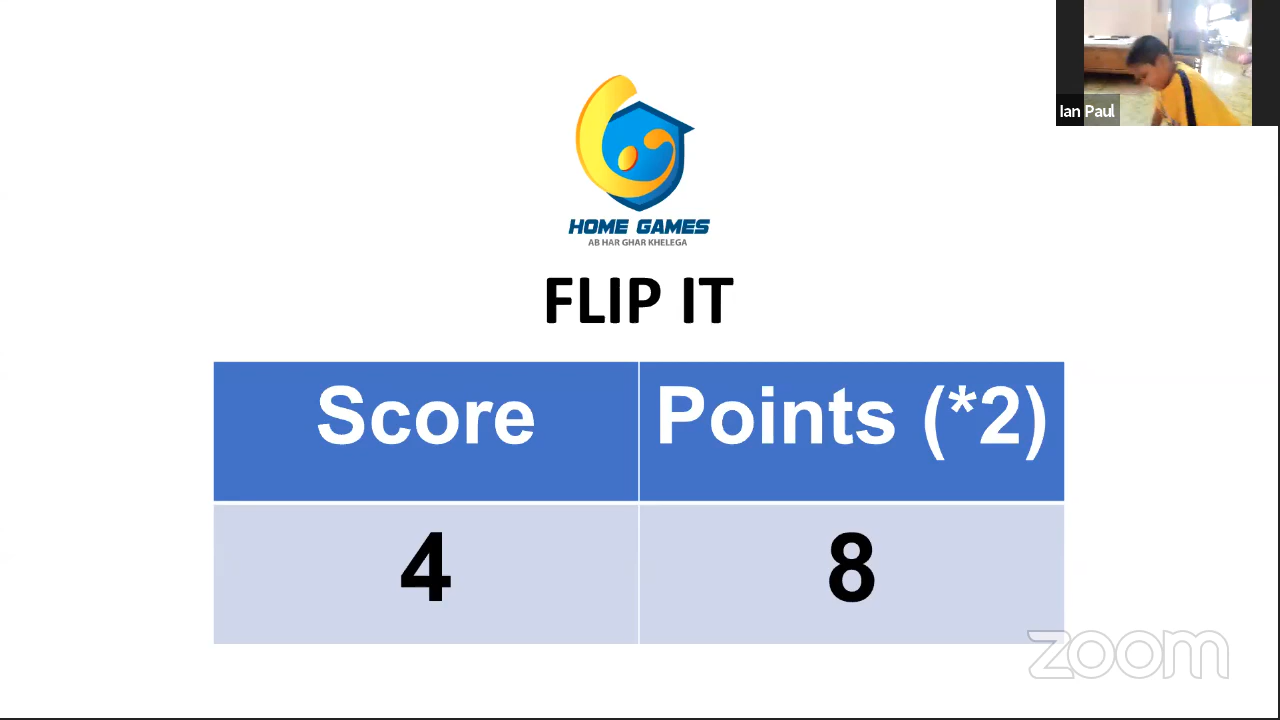 Ian Paul
HOME GAMES
AB HAR GHAR KHELEGA
FLIP IT
Score
Points (*2)
4
8
zoom